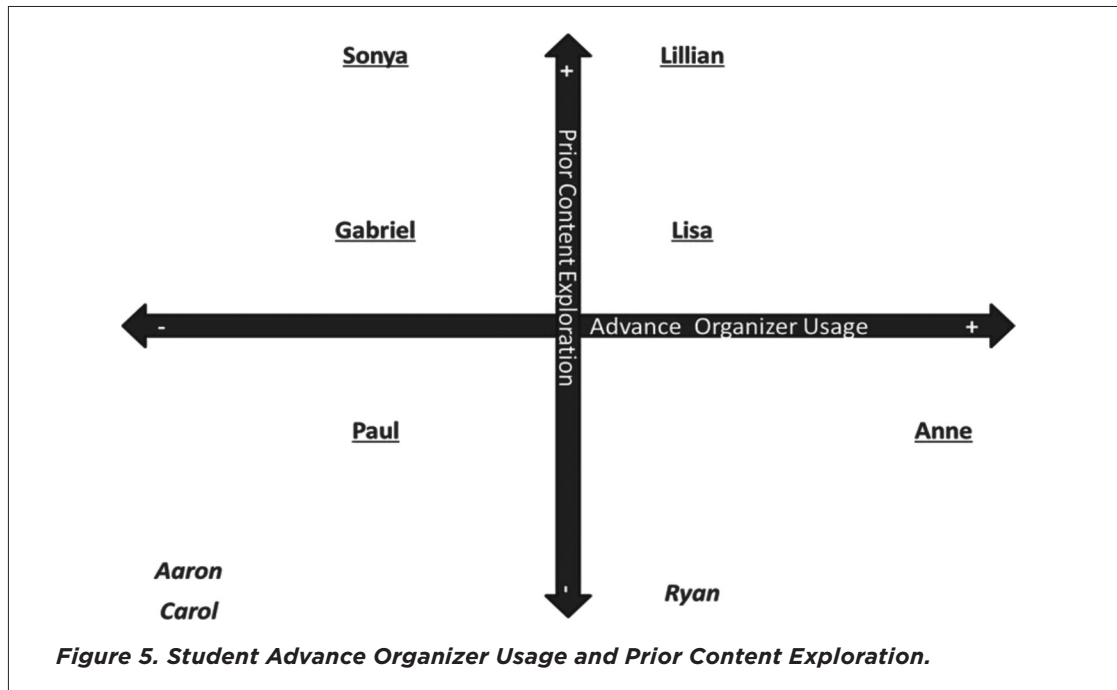 Sonya Lillian
+
Prior Content Exploration
Gabriel Lisa
- Advance Organizer Usage +
Paul Anne
Aaron
Carol
- Ryan
Figure 5. Student Advance Organizer Usage and Prior Content Exploration.